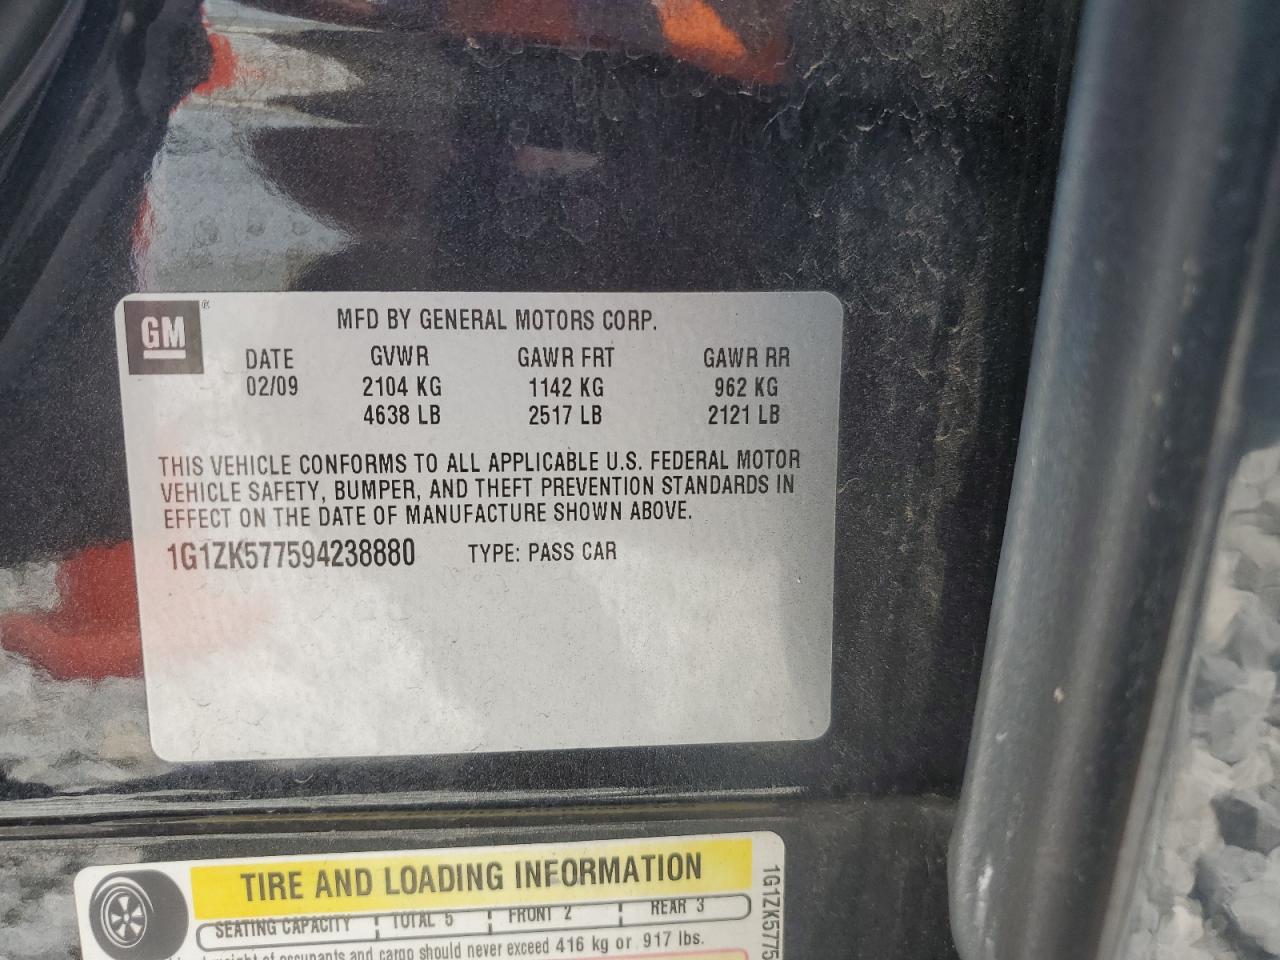 GM ®
MFD BY GENERAL MOTORS CORP.
DATE GVWR GAWR FRT GAWR RR
02/09 2104 KG 1142 KG 962 KG
4638 LB 2517 LB 2121 LB
THIS VEHICLE CONFORMS TO ALL APPLICABLE U.S. FEDERAL MOTOR
VEHICLE SAFETY, BUMPER, AND THEFT PREVENTION STANDARDS IN
EFFECT ON THE DATE OF MANUFACTURE SHOWN ABOVE.
1G1ZK577594238880 TYPE: PASS CAR
TIRE AND LOADING INFORMATION
SEATING CAPACITY TOTAL 5 FRONT 2 REAR 3
weight of occupants and cargo should never exceed 416 kg or 917 lbs.
1G1ZK5775